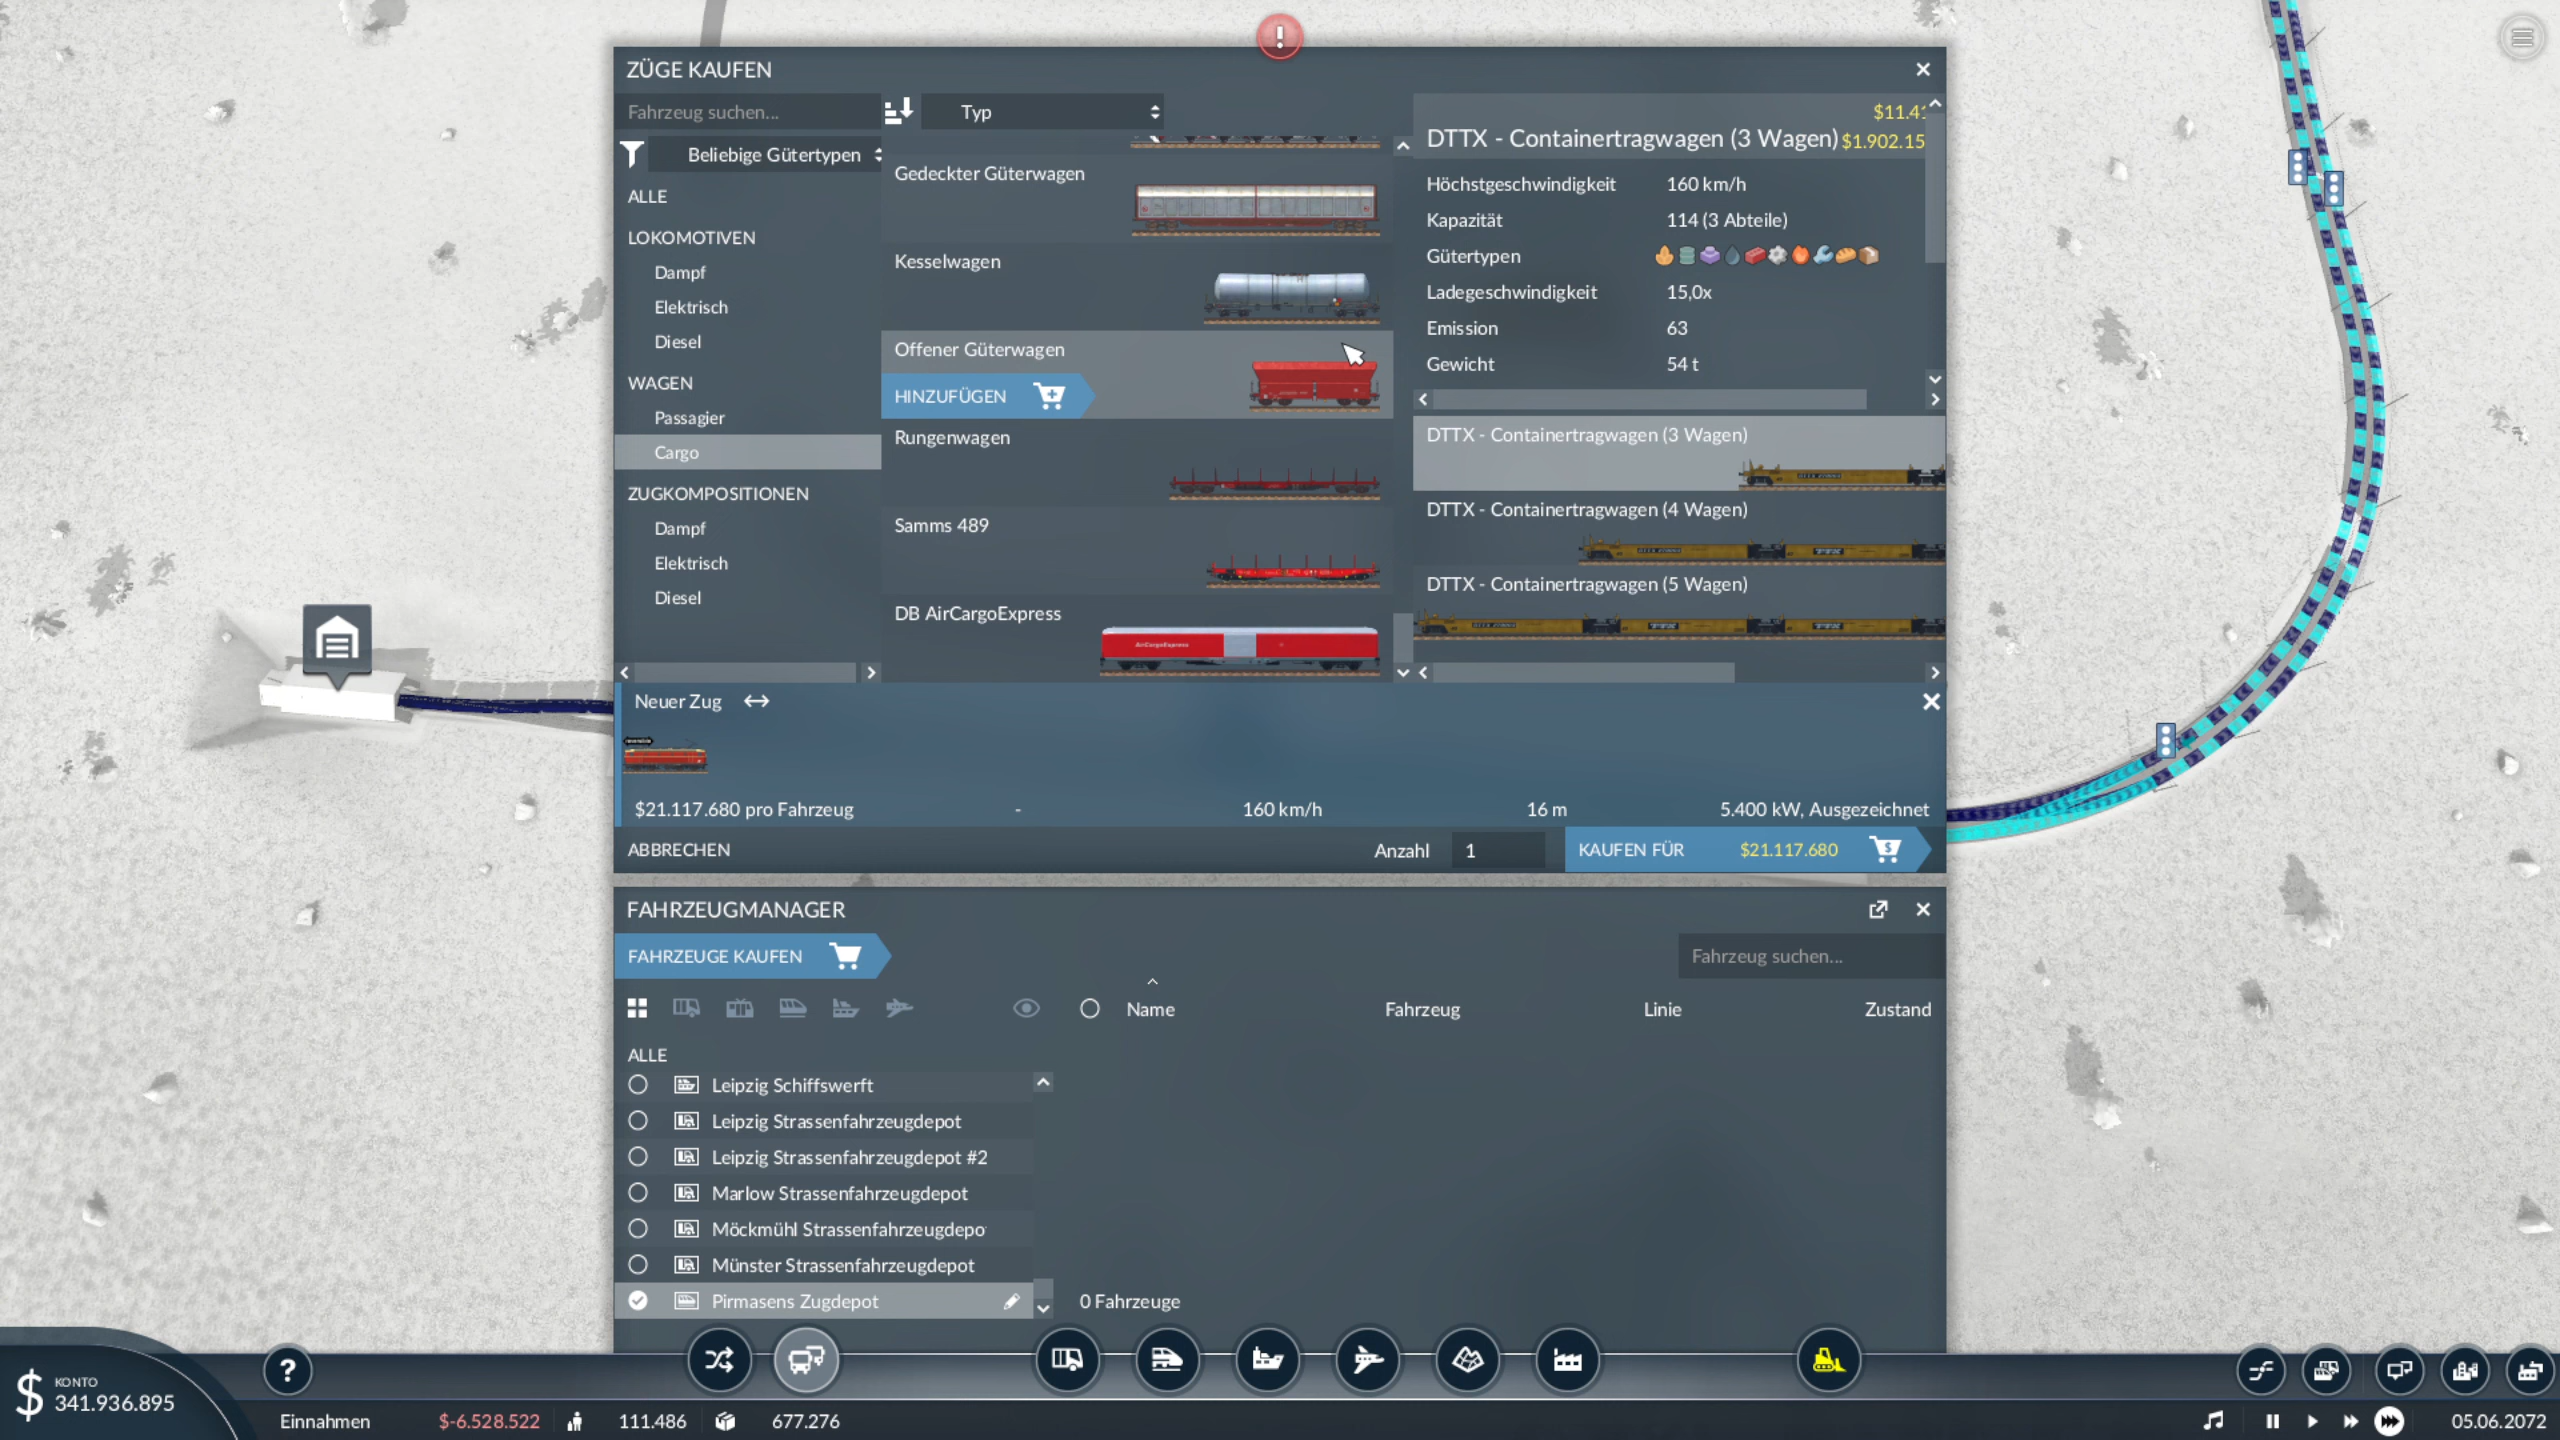 ZÜGE KAUFEN
Fahrzeug suchen...
Typ
Beliebige Gütertypen
ALLE
LOKOMOTIVEN
Dampf
Elektrisch
Diesel
WAGEN
Passagier
Cargo
ZUGKOMPOSITIONEN
Dampf
Elektrisch
Diesel
Gedeckter Güterwagen
Kesselwagen
Offener Güterwagen
HINZUFÜGEN
Rungenwagen
Samms 489
DB AirCargoExpress
AirCargoExpress
$11.41
DTTX - Containertragwagen (3 Wagen) $1.902.15
Höchstgeschwindigkeit 160 km/h
Kapazität 114 (3 Abteile)
Gütertypen
Ladegeschwindigkeit 15,0x
Emission 63
Gewicht 54 t
DTTX - Containertragwagen (3 Wagen)
DTTX - Containertragwagen (4 Wagen)
TTX
DTTX - Containertragwagen (5 Wagen)
TTX TTX
Neuer Zug
$21.117.680 pro Fahrzeug - 160 km/h 16 m 5.400 kW, Ausgezeichnet
ABBRECHEN Anzahl 1 KAUFEN FÜR $21.117.680
FAHRZEUGMANAGER
FAHRZEUGE KAUFEN Fahrzeug suchen...
Name Fahrzeug Linie Zustand
ALLE
Leipzig Schiffswerft
Leipzig Strassenfahrzeugdepot
Leipzig Strassenfahrzeugdepot #2
Marlow Strassenfahrzeugdepot
Möckmühl Strassenfahrzeugdepo
Münster Strassenfahrzeugdepot
Pirmasens Zugdepot
0 Fahrzeuge
KONTO
341.936.895
Einnahmen $-6.528.522 111.486 677.276
05.06.2072